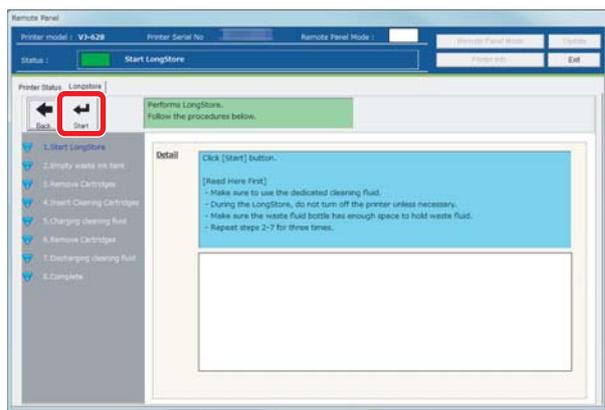 Remote Panel
Printer model : VJ-628 Printer Serial No Remote Panel Mode : Remote Panel Mode Update
Status : Start LongStore Printer Info Exit
Printer Status Longstore
Back Start
Performs LongStore.
Follow the procedures below.
1.Start LongStore
2.Empty waste ink tank
3.Remove Cartridges
4.Insert Cleaning Cartridges
5.Charging cleaning fluid
6.Remove Cartridges
7.Discharging cleaning fluid
8.Complete
Detail
Click [Start] button.
[Read Here First]
- Make sure to use the dedicated cleaning fluid.
- During the LongStore, do not turn off the printer unless necessary.
- Make sure the waste fluid bottle has enough space to hold waste fluid.
- Repeat steps 2-7 for three times.